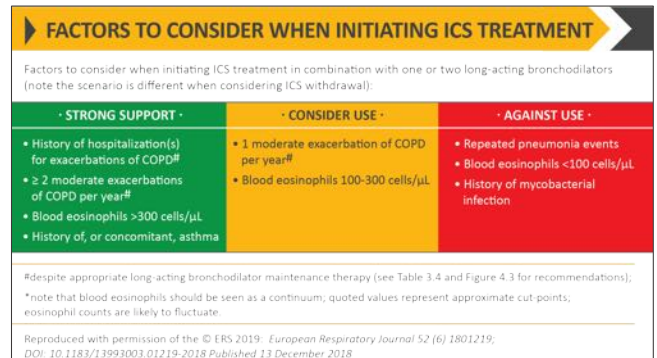 FACTORS TO CONSIDER WHEN INITIATING ICS TREATMENT
Factors to consider when initiating ICS treatment in combination with one or two long-acting bronchodilators
(note the scenario is different when considering ICS withdrawal):
· STRONG SUPPORT ·
• History of hospitalization(s)
for exacerbations of COPD#
• ≥ 2 moderate exacerbations
of COPD per year#
• Blood eosinophils >300 cells/µL
• History of, or concomitant, asthma
· CONSIDER USE ·
• 1 moderate exacerbation of COPD
per year#
• Blood eosinophils 100-300 cells/µL
· AGAINST USE ·
• Repeated pneumonia events
• Blood eosinophils <100 cells/µL
• History of mycobacterial
infection
#despite appropriate long-acting bronchodilator maintenance therapy (see Table 3.4 and Figure 4.3 for recommendations);
*note that blood eosinophils should be seen as a continuum; quoted values represent approximate cut-points;
eosinophil counts are likely to fluctuate.
Reproduced with permission of the © ERS 2019: European Respiratory Journal 52 (6) 1801219;
DOI: 10.1183/13993003.01219-2018 Published 13 December 2018